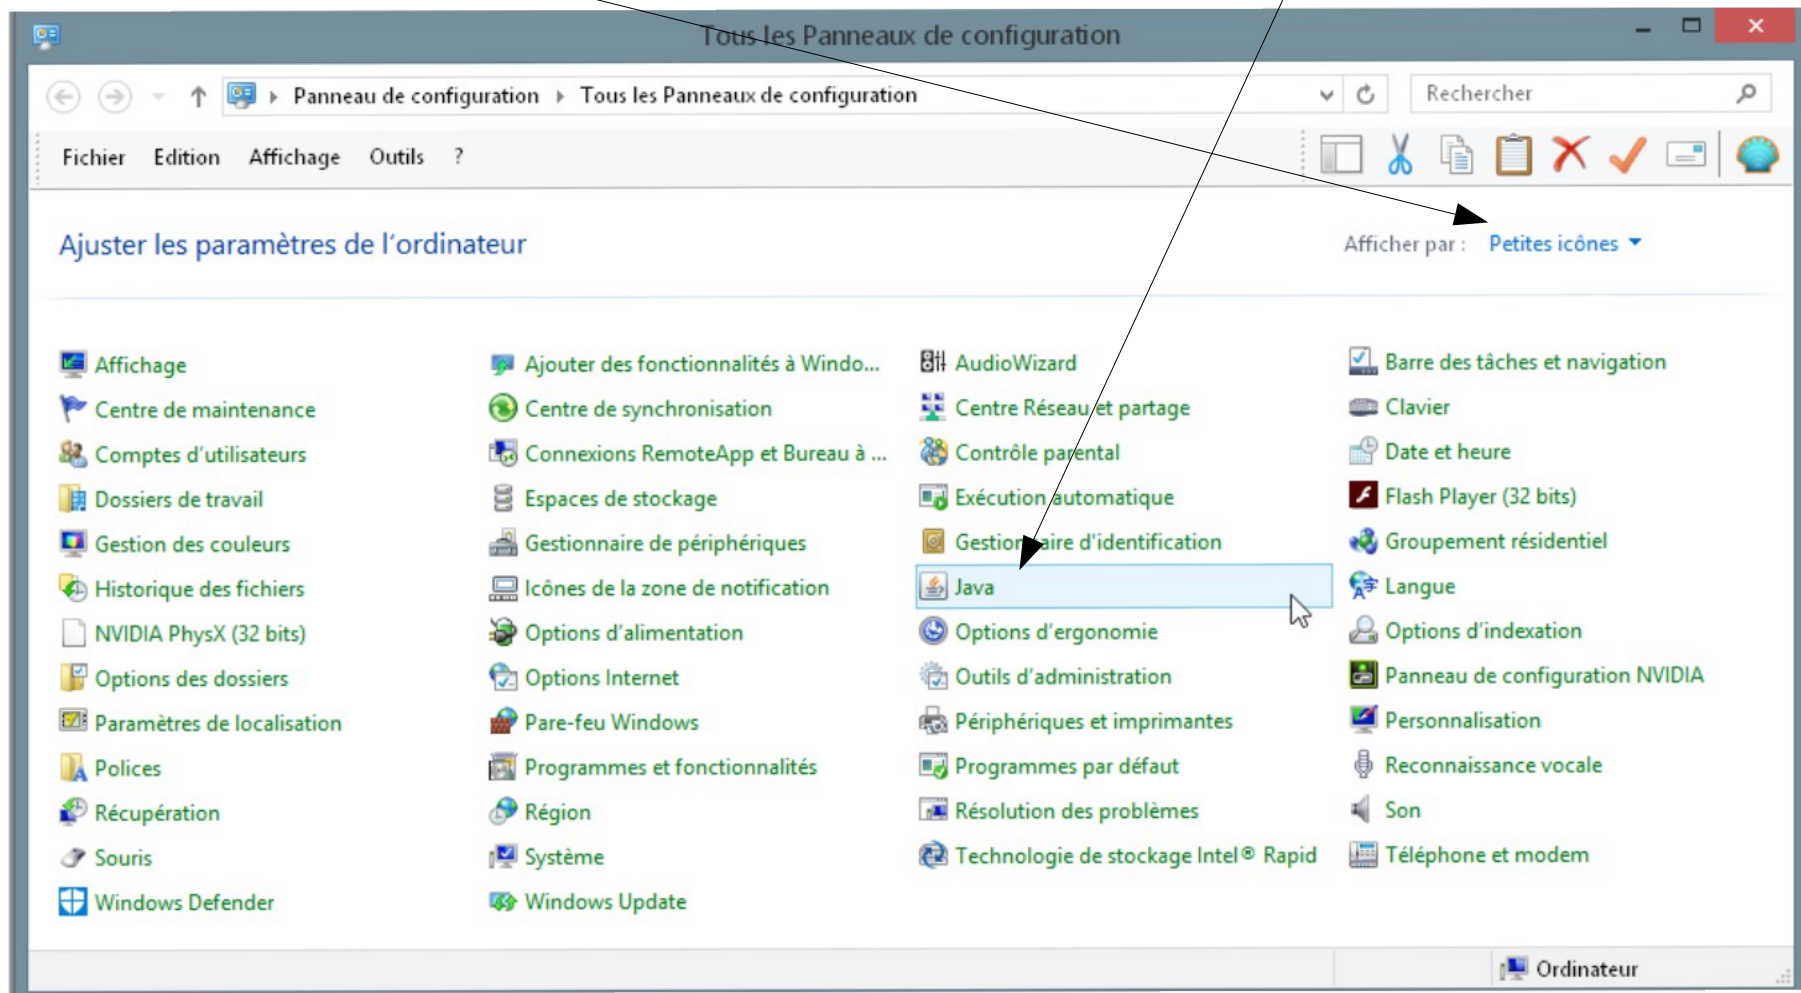 Tous les Panneaux de configuration
Panneau de configuration Tous les Panneaux de configuration Rechercher
Fichier Edition Affichage Outils ?
Ajuster les paramètres de l'ordinateur Afficher par : Petites icônes
Affichage Ajouter des fonctionnalités à Windo... AudioWizard Barre des tâches et navigation
Centre de maintenance Centre de synchronisation Centre Réseau et partage Clavier
Comptes d'utilisateurs Connexions RemoteApp et Bureau à ... Contrôle parental Date et heure
Dossiers de travail Espaces de stockage Exécution automatique Flash Player (32 bits)
Gestion des couleurs Gestionnaire de périphériques Gestionnaire d'identification Groupement résidentiel
Historique des fichiers Icônes de la zone de notification Java Langue
NVIDIA PhysX (32 bits) Options d'alimentation Options d'ergonomie Options d'indexation
Options des dossiers Options Internet Outils d'administration Panneau de configuration NVIDIA
Paramètres de localisation Pare-feu Windows Périphériques et imprimantes Personnalisation
Polices Programmes et fonctionnalités Programmes par défaut Reconnaissance vocale
Récupération Région Résolution des problèmes Son
Souris Système Technologie de stockage Intel® Rapid Téléphone et modem
Windows Defender Windows Update
Ordinateur